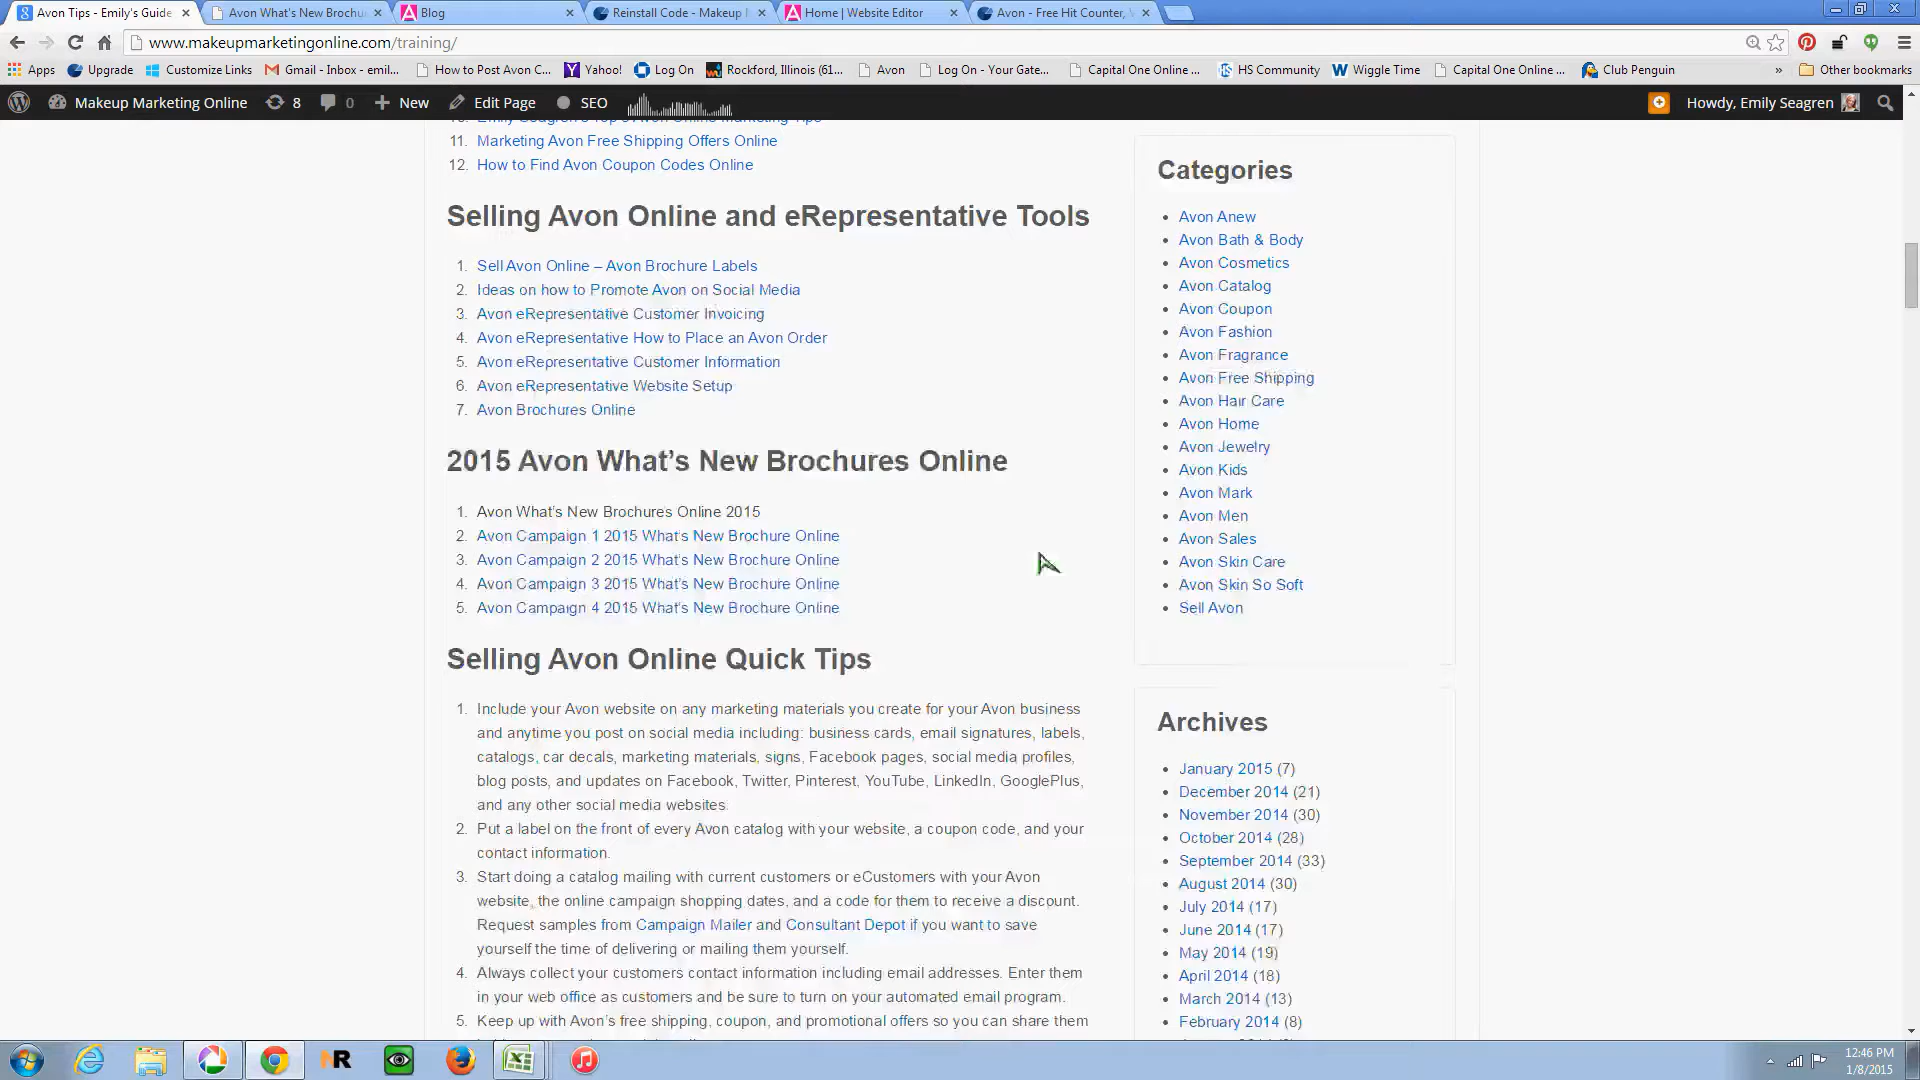 Avon Tips - Emily's Guide
Avon What's New Brochu
Blog
Reinstall Code - Makeup
Home | Website Editor
Avon - Free Hit Counter,
www.makeupmarketingonline.com/training/
Apps
Upgrade
Customize Links
Gmail - Inbox - emil...
How to Post Avon C...
Yahoo!
Log On
Rockford, Illinois (61...
Avon
Log On - Your Gate...
Capital One Online ...
HS Community
Wiggle Time
Capital One Online ...
Club Penguin
»
Other bookmarks
Makeup Marketing Online
8
0
New
Edit Page
SEO
Howdy, Emily Seagren
11. Marketing Avon Free Shipping Offers Online
12. How to Find Avon Coupon Codes Online
Selling Avon Online and eRepresentative Tools
1. Sell Avon Online – Avon Brochure Labels
2. Ideas on how to Promote Avon on Social Media
3. Avon eRepresentative Customer Invoicing
4. Avon eRepresentative How to Place an Avon Order
5. Avon eRepresentative Customer Information
6. Avon eRepresentative Website Setup
7. Avon Brochures Online
2015 Avon What's New Brochures Online
1. Avon What's New Brochures Online 2015
2. Avon Campaign 1 2015 What's New Brochure Online
3. Avon Campaign 2 2015 What's New Brochure Online
4. Avon Campaign 3 2015 What's New Brochure Online
5. Avon Campaign 4 2015 What's New Brochure Online
Selling Avon Online Quick Tips
1. Include your Avon website on any marketing materials you create for your Avon business
and anytime you post on social media including: business cards, email signatures, labels,
catalogs, car decals, marketing materials, signs, Facebook pages, social media profiles,
blog posts, and updates on Facebook, Twitter, Pinterest, YouTube, LinkedIn, GooglePlus,
and any other social media websites.
2. Put a label on the front of every Avon catalog with your website, a coupon code, and your
contact information.
3. Start doing a catalog mailing with current customers or eCustomers with your Avon
website, the online campaign shopping dates, and a code for them to receive a discount.
Request samples from Campaign Mailer and Consultant Depot if you want to save
yourself the time of delivering or mailing them yourself.
4. Always collect your customers contact information including email addresses. Enter them
in your web office as customers and be sure to turn on your automated email program.
5. Keep up with Avon's free shipping, coupon, and promotional offers so you can share them
Categories
Avon Anew
Avon Bath & Body
Avon Cosmetics
Avon Catalog
Avon Coupon
Avon Fashion
Avon Fragrance
Avon Free Shipping
Avon Hair Care
Avon Home
Avon Jewelry
Avon Kids
Avon Mark
Avon Men
Avon Sales
Avon Skin Care
Avon Skin So Soft
Sell Avon
Archives
January 2015 (7)
December 2014 (21)
November 2014 (30)
October 2014 (28)
September 2014 (33)
August 2014 (30)
July 2014 (17)
June 2014 (17)
May 2014 (19)
April 2014 (18)
March 2014 (13)
February 2014 (8)
12:46 PM
1/8/2015